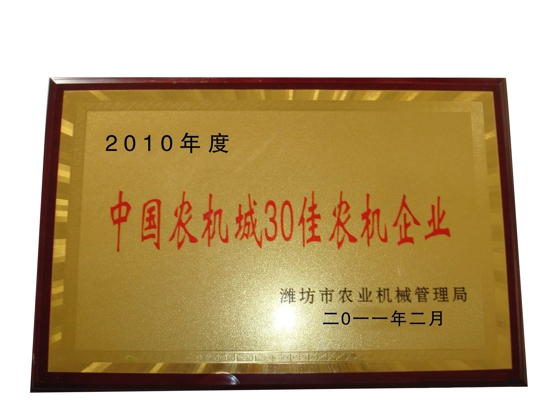 2010年度
中国农机城30佳农机企业
潍坊市农业机械管理局
二0一一年二月